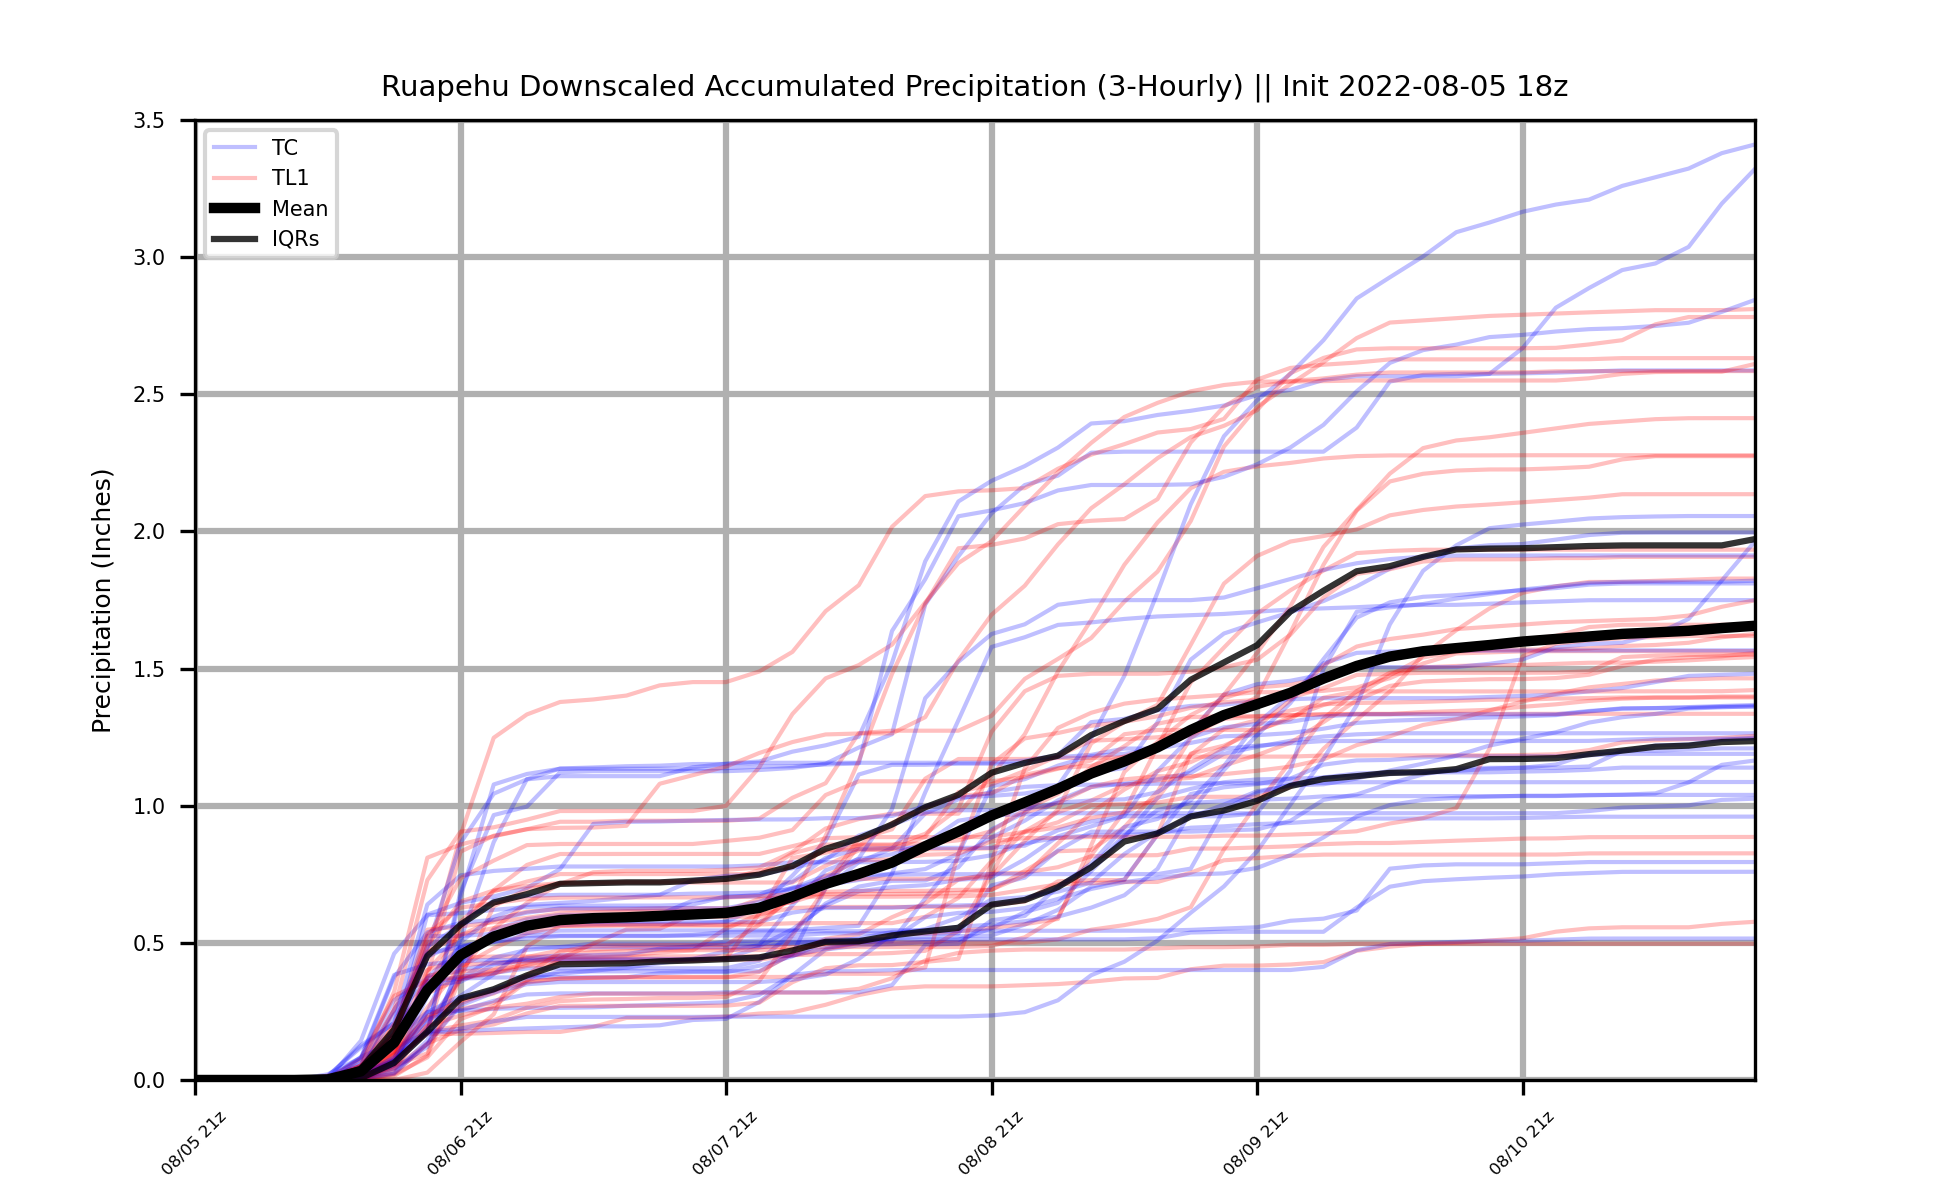 Ruapehu Downscaled Accumulated Precipitation (3-Hourly) || Init 2022-08-05 18z
TC
TL1
Mean
IQRs
Precipitation (Inches)
3.5
3.0
2.5
2.0
1.5
1.0
0.5
0.0
08/05 21z
08/06 21z
08/07 21z
08/08 21z
08/09 21z
08/10 21z